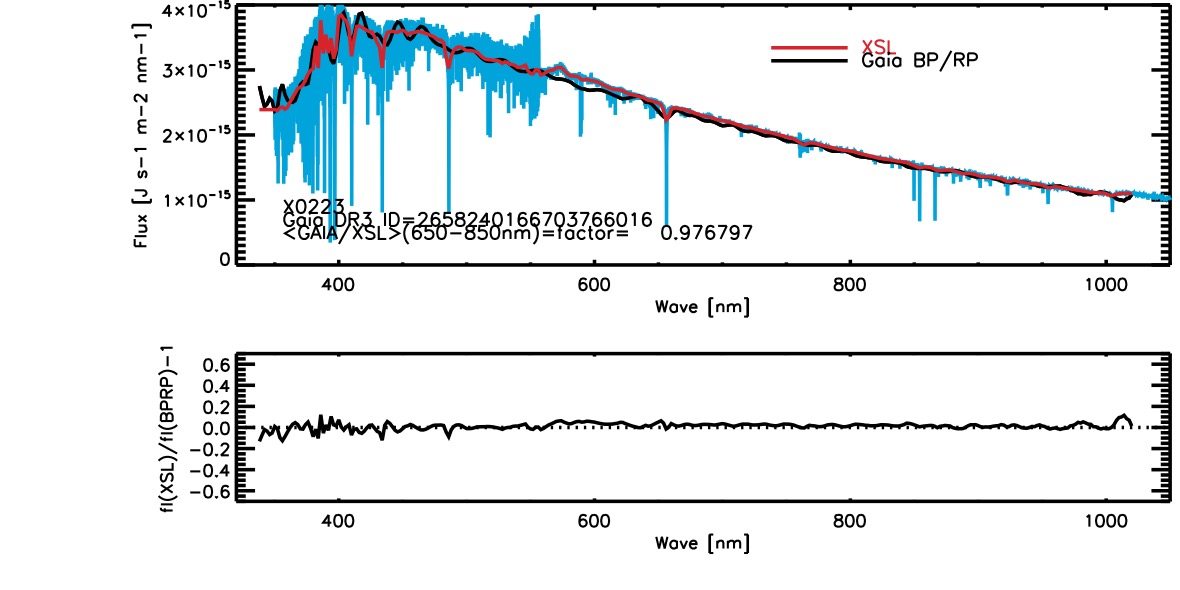 4×10−15
3×10−15
2×10−15
1×10−15
0
Flux [J s−1 m−2 nm−1]
XSL
Gaia BP/RP
X0223
Gaia DR3 ID=2658240166703766016
<GAIA/XSL>(650−850nm)=factor= 0.976797
400 600 800 1000
Wave [nm]
0.6
0.4
0.2
0.0
−0.2
−0.4
−0.6
fl(XSL)/fl(BPRP)−1
400 600 800 1000
Wave [nm]